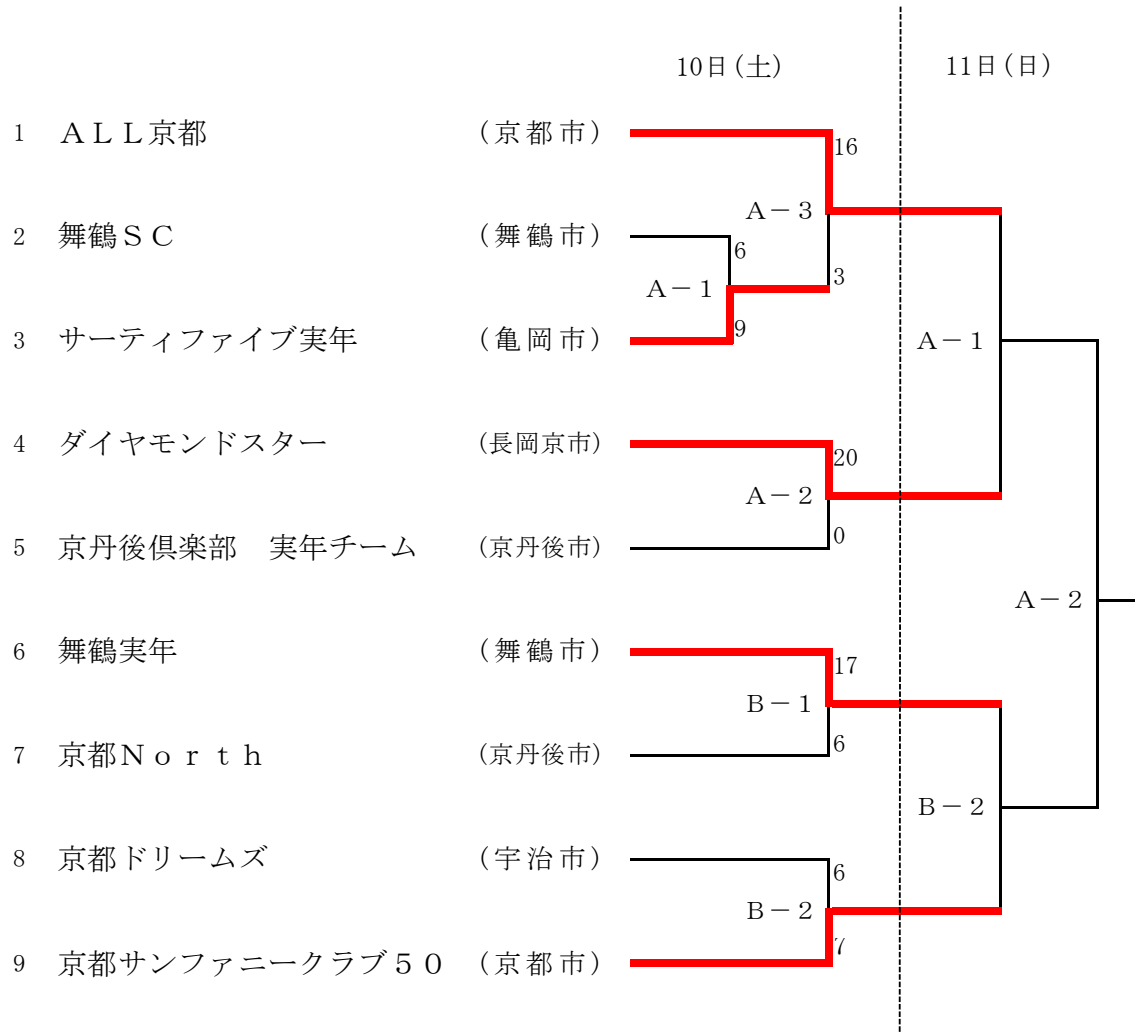 10日(土) 11日(日)
1 ＡＬＬ京都 (京都市)
16
Ａ－３
2 舞鶴ＳＣ (舞鶴市)
6
3
Ａ－１
3 サーティファイブ実年 (亀岡市)
9
Ａ－１
4 ダイヤモンドスター (長岡京市)
20
Ａ－２
5 京丹後倶楽部　実年チーム (京丹後市)
0
Ａ－２
6 舞鶴実年 (舞鶴市)
17
Ｂ－１
7 京都Ｎｏｒｔｈ (京丹後市)
6
Ｂ－２
8 京都ドリームズ (宇治市)
6
Ｂ－２
9 京都サンファニークラブ５０ (京都市)
7